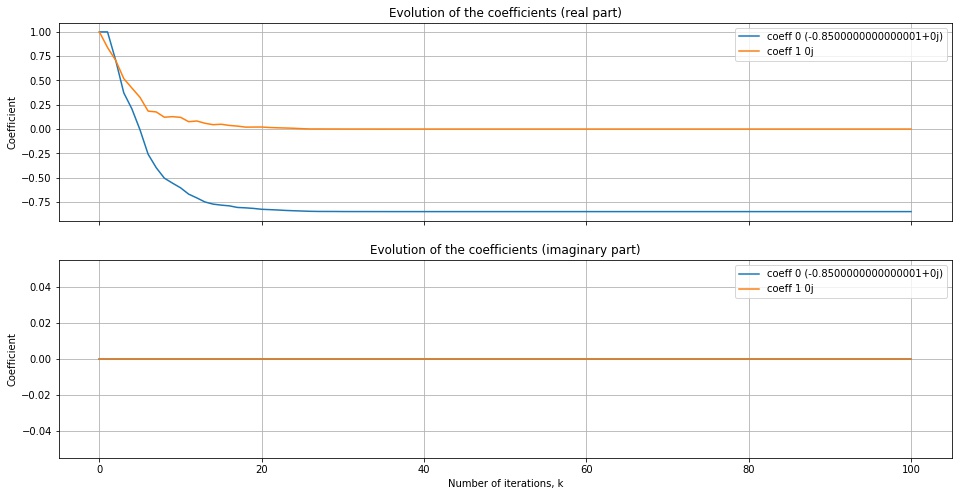 Evolution of the coefficients (real part)
1.00
0.75
0.50
0.25
0.00
−0.25
−0.50
−0.75
Coefficient
coeff 0 (-0.8500000000000001+0j)
coeff 1 0j
Evolution of the coefficients (imaginary part)
0.04
0.02
0.00
−0.02
−0.04
Coefficient
coeff 0 (-0.8500000000000001+0j)
coeff 1 0j
0 20 40 60 80 100
Number of iterations, k